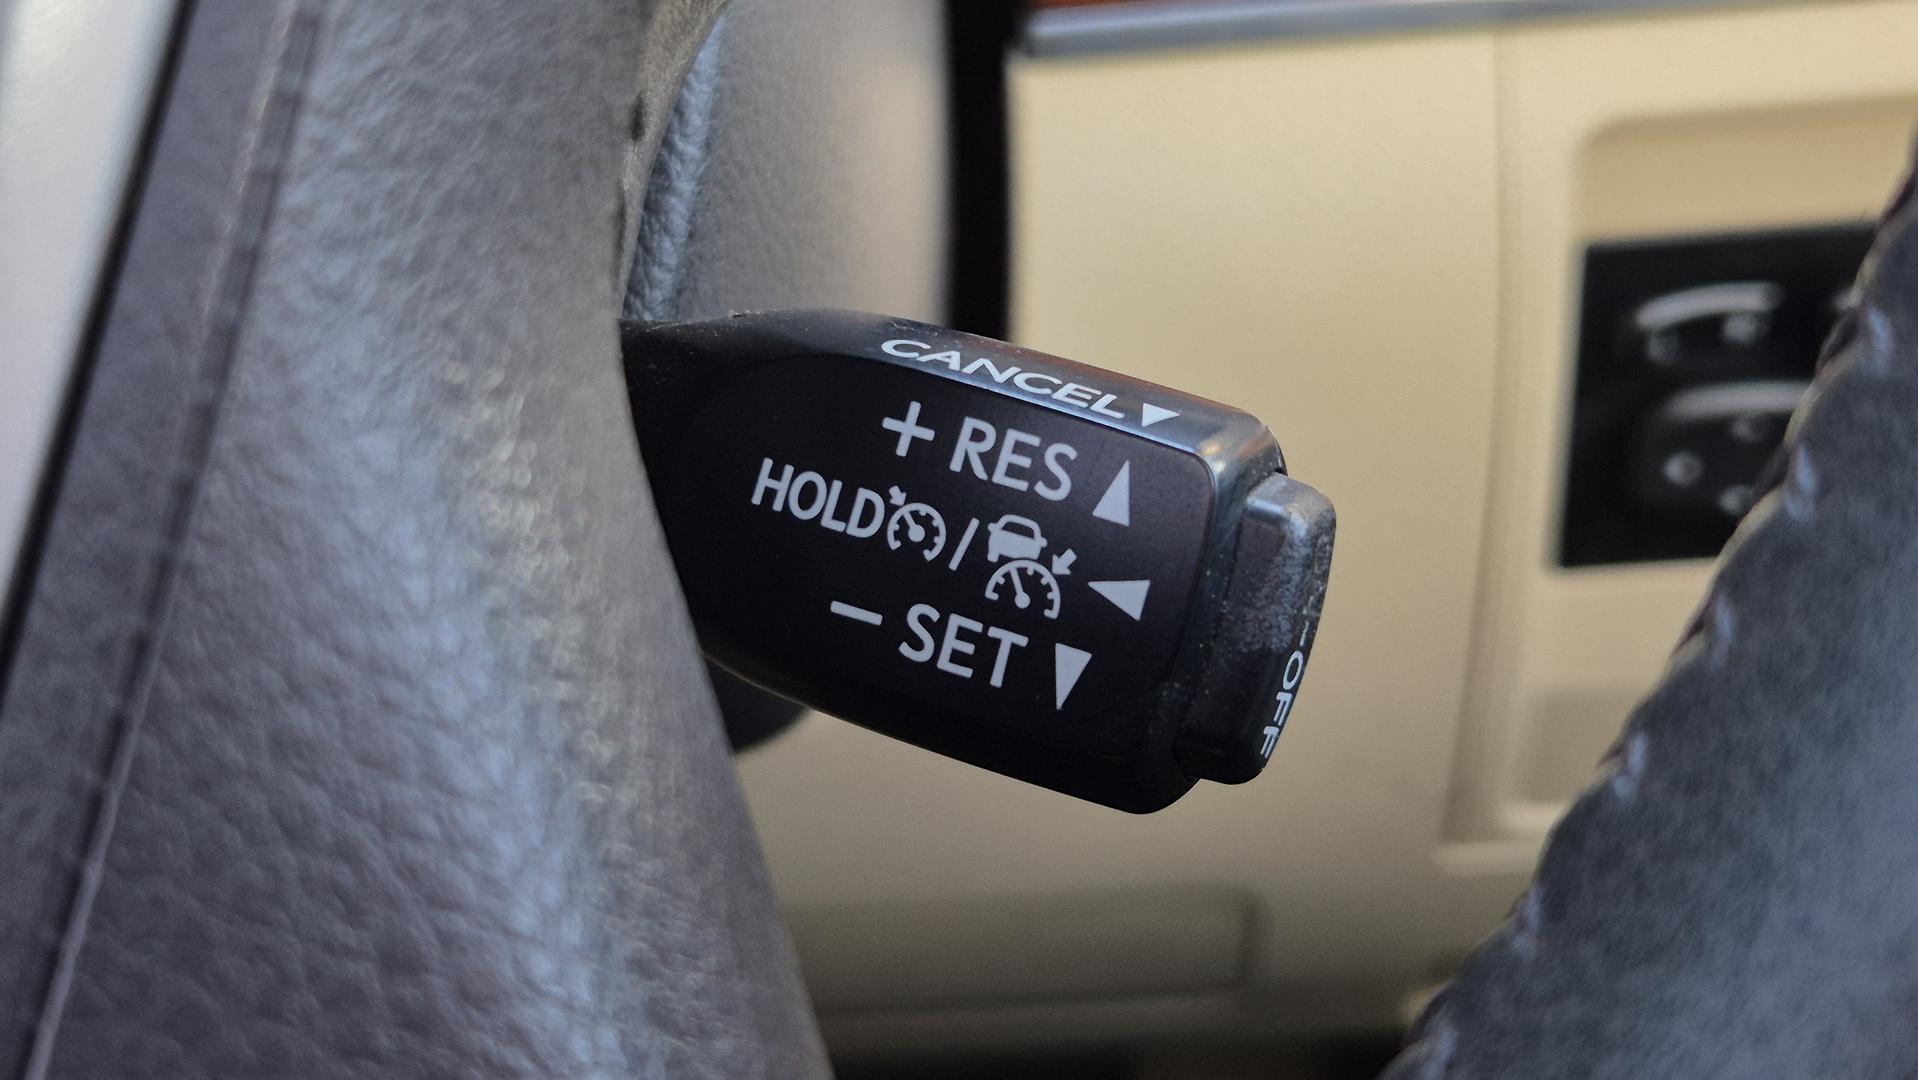 CANCEL
+ RES
HOLD /
− SET
-OFF